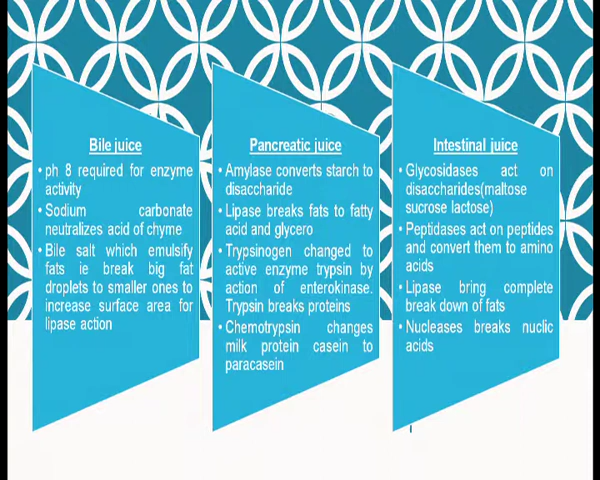 Bile juice
• ph 8 required for enzyme
activity
• Sodium carbonate
neutralizes acid of chyme
• Bile salt which emulsify
fats ie break big fat
droplets to smaller ones to
increase surface area for
lipase action
Pancreatic juice
• Amylase converts starch to
disaccharide
• Lipase breaks fats to fatty
acid and glycero
• Trypsinogen changed to
active enzyme trypsin by
action of enterokinase.
Trypsin breaks proteins
• Chemotrypsin changes
milk protein casein to
paracasein
Intestinal juice
• Glycosidases act on
disaccharides(maltose
sucrose lactose)
• Peptidases act on peptides
and convert them to amino
acids
• Lipase bring complete
break down of fats
• Nucleases breaks nuclic
acids